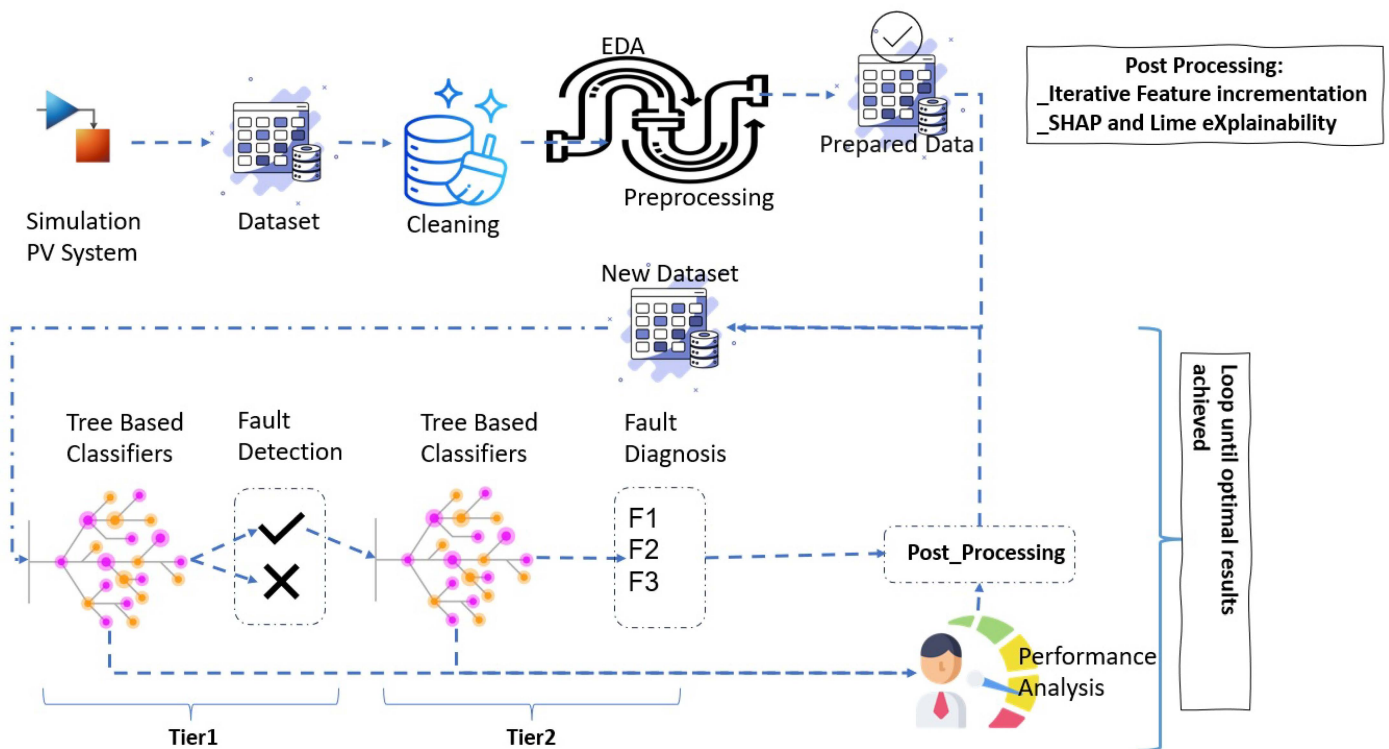 EDA
Post Processing:
_Iterative Feature incrementation
_SHAP and Lime eXplainability
Prepared Data
Preprocessing
Simulation
PV System
Dataset
Cleaning
New Dataset
Tree Based
Classifiers
Fault
Detection
Tree Based
Classifiers
Fault
Diagnosis
F1
F2
F3
Post_Processing
Performance
Analysis
Loop until optimal results
achieved
Tier1
Tier2